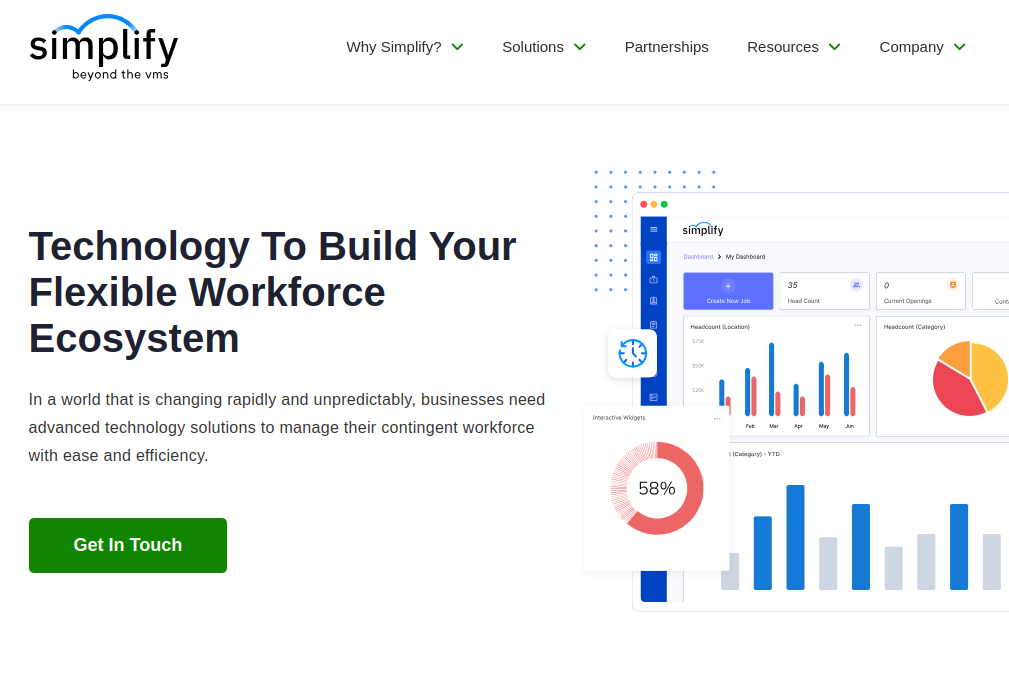 simplify
beyond the vms
Why Simplify?
Solutions
Partnerships
Resources
Company
Technology To Build Your
Flexible Workforce
Ecosystem
In a world that is changing rapidly and unpredictably, businesses need
advanced technology solutions to manage their contingent workforce
with ease and efficiency.
Get In Touch
simplify
Dashboard > My Dashboard
Create New Job
35
Head Count
0
Current Openings
Headcount (Location)
Headcount (Category)
$75K
$50K
$25K
Feb Mar Apr May Jun
Interactive Widgets
58%
(Category) - YTD